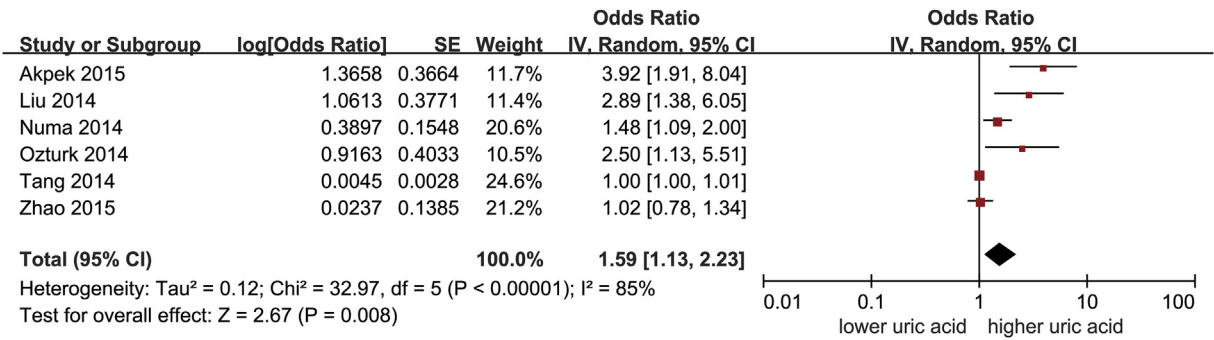 Odds Ratio Odds Ratio
Study or Subgroup log[Odds Ratio] SE Weight IV, Random, 95% CI IV, Random, 95% CI
Akpek 2015 1.3658 0.3664 11.7% 3.92 [1.91, 8.04]
Liu 2014 1.0613 0.3771 11.4% 2.89 [1.38, 6.05]
Numa 2014 0.3897 0.1548 20.6% 1.48 [1.09, 2.00]
Ozturk 2014 0.9163 0.4033 10.5% 2.50 [1.13, 5.51]
Tang 2014 0.0045 0.0028 24.6% 1.00 [1.00, 1.01]
Zhao 2015 0.0237 0.1385 21.2% 1.02 [0.78, 1.34]
Total (95% CI) 100.0% 1.59 [1.13, 2.23]
Heterogeneity: Tau² = 0.12; Chi² = 32.97, df = 5 (P < 0.00001); I² = 85%
Test for overall effect: Z = 2.67 (P = 0.008)
0.01 0.1 1 10 100
lower uric acid higher uric acid